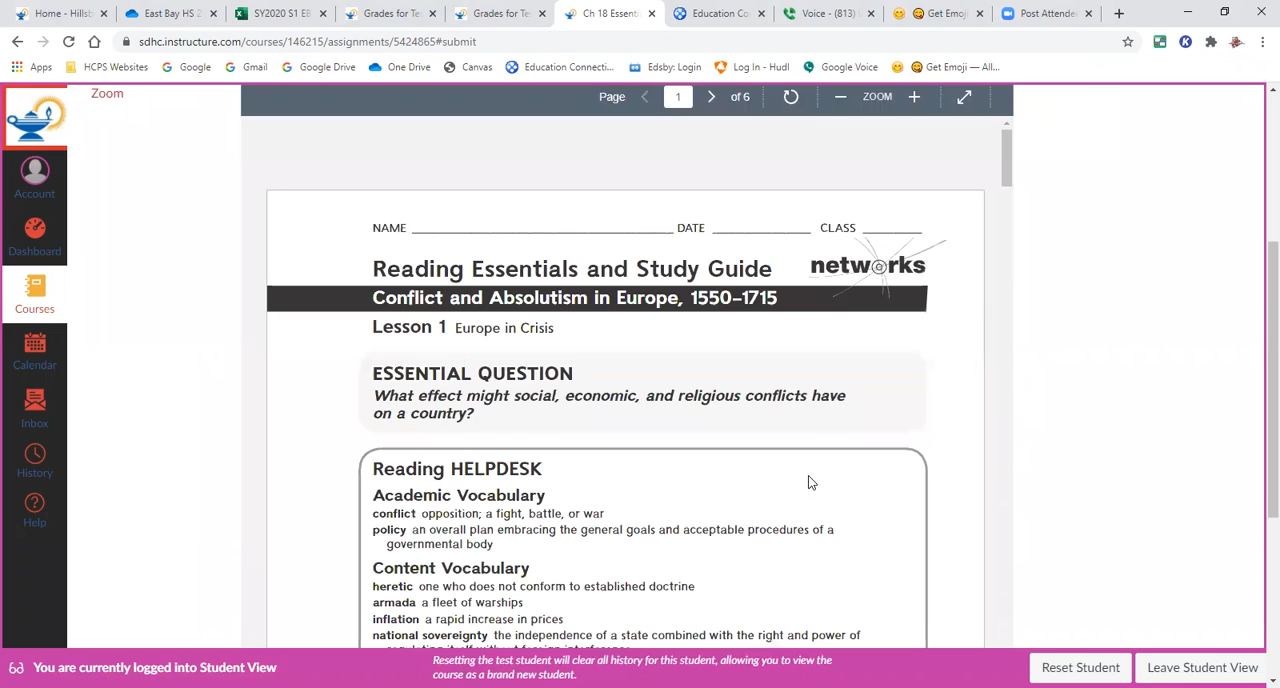 Home - Hillsb
East Bay HS 2
SY2020 S1 EB
Grades for Te
Grades for Te
Ch 18 Essenti
Education Co
Voice - (813)
Get Emoji
Post Attende
sdhc.instructure.com/courses/146215/assignments/5424865#submit
Apps
HCPS Websites
Google
Gmail
Google Drive
One Drive
Canvas
Education Connecti...
Edsby: Login
Log In - Hudl
Google Voice
Get Emoji — All...
Zoom
Page 1 of 6 ZOOM
Account
Dashboard
Courses
Calendar
Inbox
History
Help
NAME ___ DATE ___ CLASS ___
Reading Essentials and Study Guide
networks
Conflict and Absolutism in Europe, 1550–1715
Lesson 1 Europe in Crisis
ESSENTIAL QUESTION
What effect might social, economic, and religious conflicts have
on a country?
Reading HELPDESK
Academic Vocabulary
conflict opposition; a fight, battle, or war
policy an overall plan embracing the general goals and acceptable procedures of a
governmental body
Content Vocabulary
heretic one who does not conform to established doctrine
armada a fleet of warships
inflation a rapid increase in prices
national sovereignty the independence of a state combined with the right and power of
You are currently logged into Student View
Resetting the test student will clear all history for this student, allowing you to view the
course as a brand new student.
Reset Student
Leave Student View